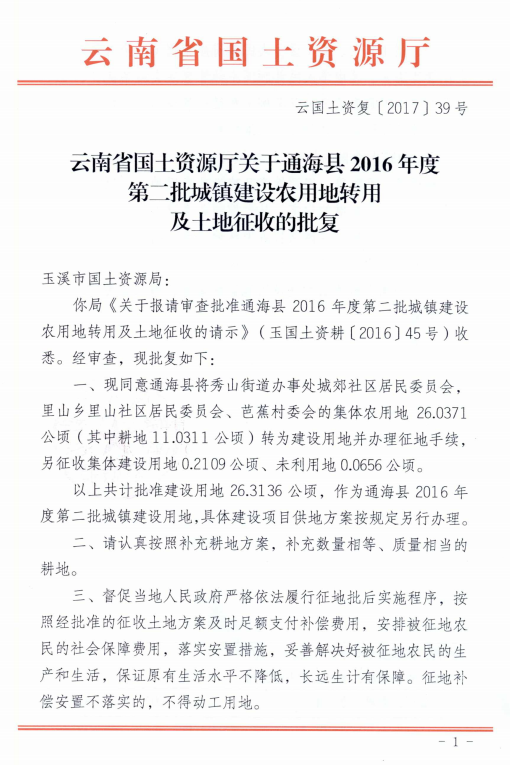 云南省国土资源厅
云国土资复〔2017〕39号
云南省国土资源厅关于通海县2016年度
第二批城镇建设农用地转用
及土地征收的批复
玉溪市国土资源局：
你局《关于报请审查批准通海县2016年度第二批城镇建设
农用地转用及土地征收的请示》（玉国土资耕〔2016〕45号）收
悉。经审查，现批复如下：
一、现同意通海县将秀山街道办事处城郊社区居民委员会，
里山乡里山社区居民委员会、芭蕉村委会的集体农用地26.0371
公顷（其中耕地11.0311公顷）转为建设用地并办理征地手续，
另征收集体建设用地0.2109公顷、未利用地0.0656公顷。
以上共计批准建设用地26.3136公顷，作为通海县2016年
度第二批城镇建设用地，具体建设项目供地方案按规定另行办理。
二、请认真按照补充耕地方案，补充数量相等、质量相当的
耕地。
三、督促当地人民政府严格依法履行征地批后实施程序，按
照经批准的征收土地方案及时足额支付补偿费用，安排被征地农
民的社会保障费用，落实安置措施，妥善解决好被征地农民的生
产和生活，保证原有生活水平不降低，长远生计有保障。征地补
偿安置不落实的，不得动工用地。
- 1 -